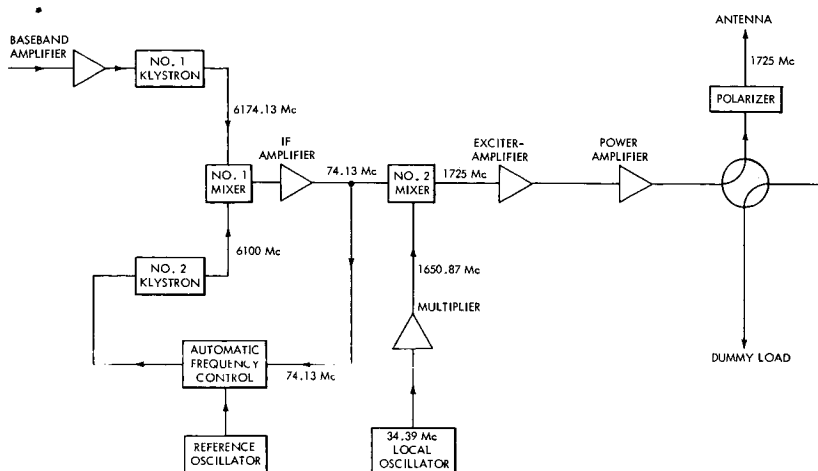 ANTENNA
BASEBAND
AMPLIFIER
NO. 1
KLYSTRON
1725 Mc
POLARIZER
6174.13 Mc
IF
AMPLIFIER
EXCITER-
AMPLIFIER
POWER
AMPLIFIER
NO. 1
MIXER
74.13 Mc
NO. 2
MIXER
1725 Mc
6100 Mc
NO. 2
KLYSTRON
1650.87 Mc
MULTIPLIER
AUTOMATIC
FREQUENCY
CONTROL
74.13 Mc
DUMMY LOAD
REFERENCE
OSCILLATOR
34.39 Mc
LOCAL
OSCILLATOR